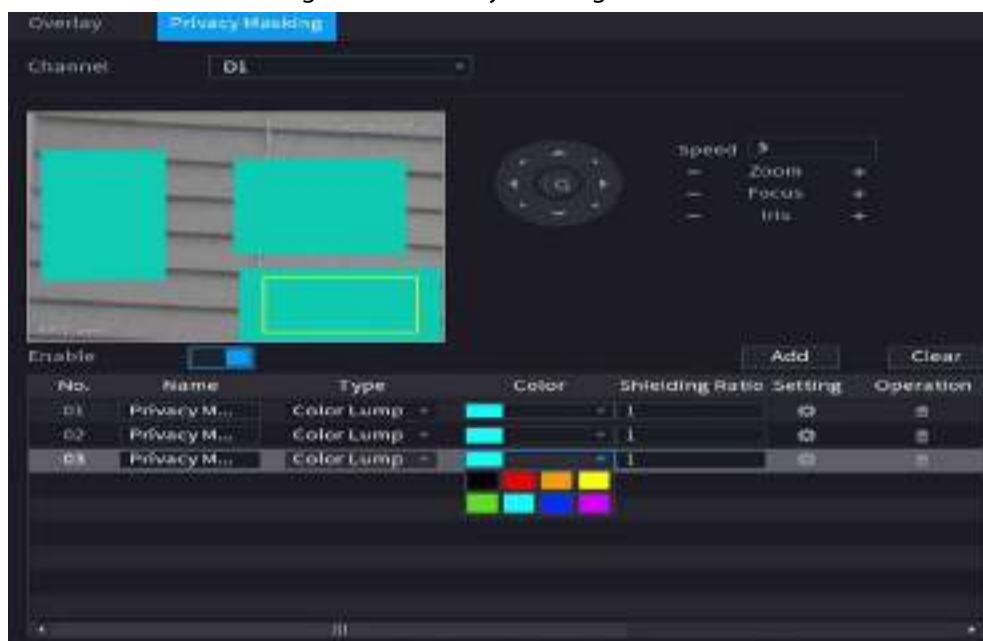 Overlay Privacy Masking
Channel D1
Speed
Zoom
Focus
Iris
Enable
Add Clear
No. Name Type Color Shielding Ratio Setting Operation
01 Privacy M... Color Lump 1
02 Privacy M... Color Lump 1
03 Privacy M... Color Lump 1